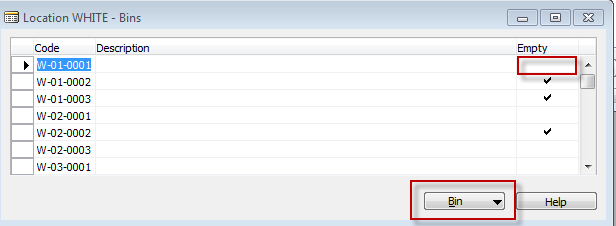 Location WHITE - Bins
Code Description Empty
W-01-0001
W-01-0002
W-01-0003
W-02-0001
W-02-0002
W-02-0003
W-03-0001
Bin Help